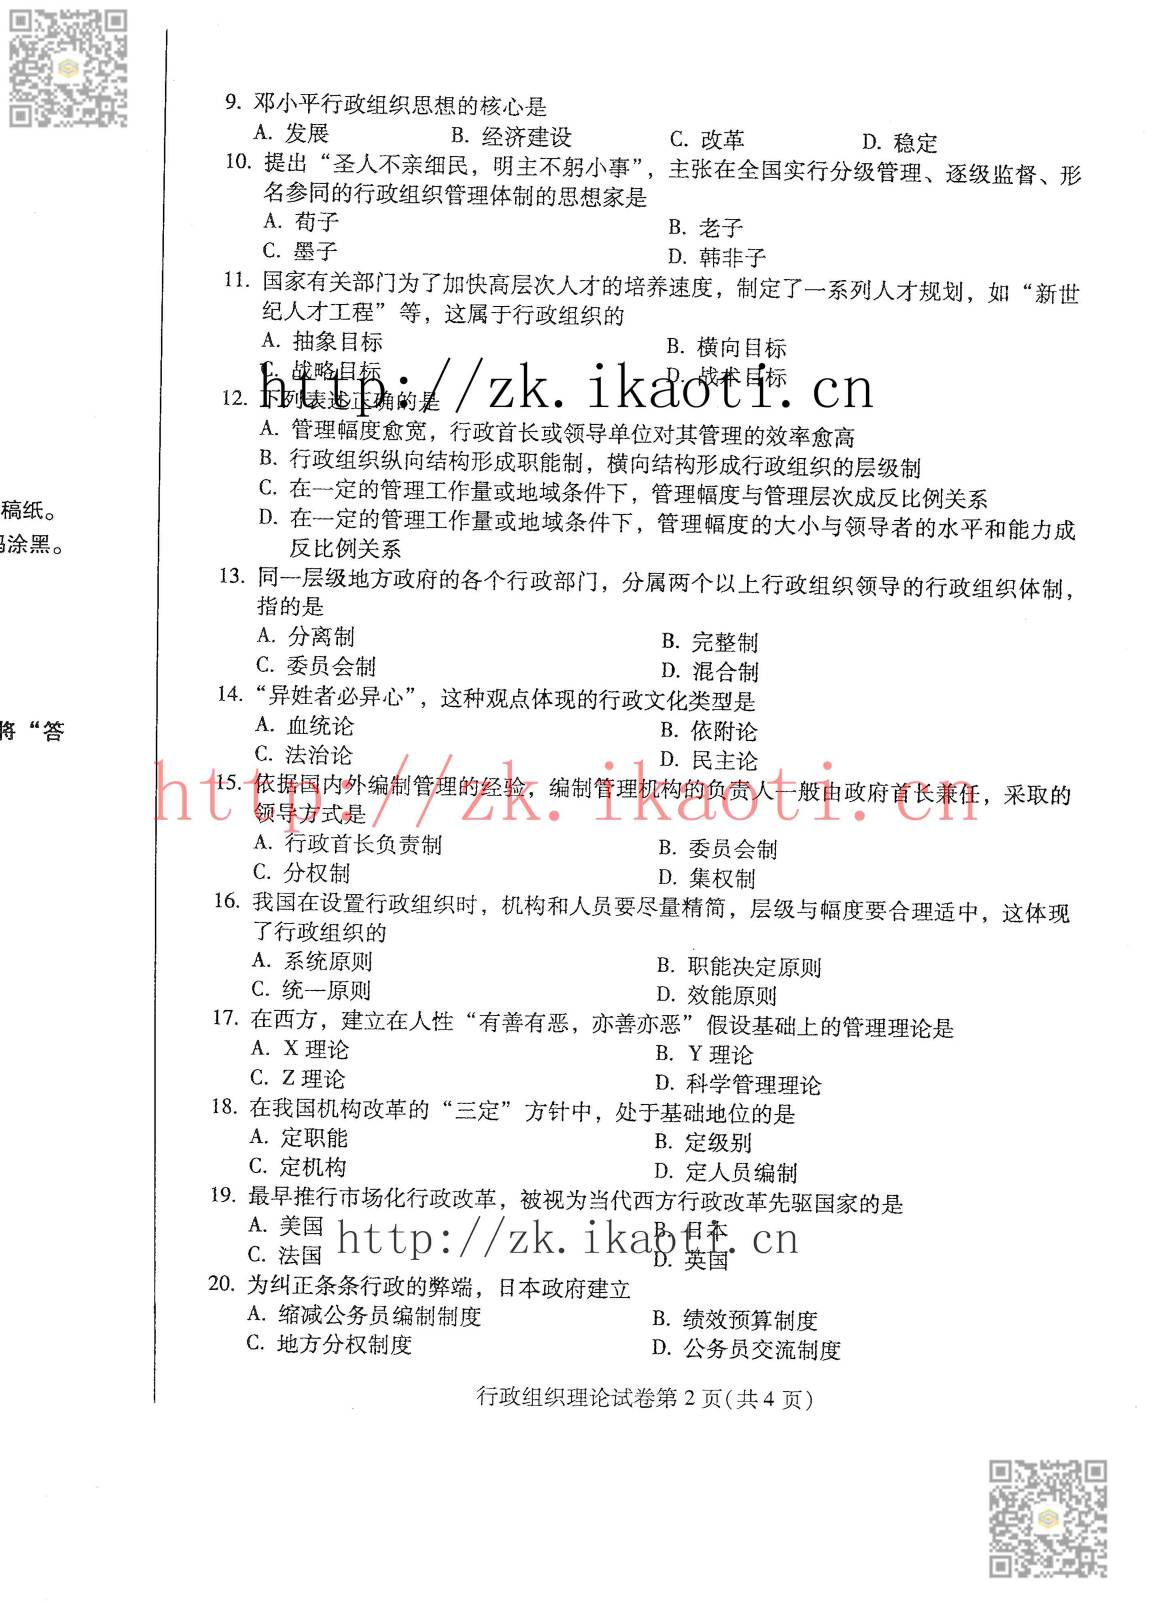 9. 邓小平行政组织思想的核心是
A. 发展 B. 经济建设 C. 改革 D. 稳定
10. 提出“圣人不亲细民，明主不躬小事”，主张在全国实行分级管理、逐级监督、形
名参同的行政组织管理体制的思想家是
A. 荀子 B. 老子
C. 墨子 D. 韩非子
11. 国家有关部门为了加快高层次人才的培养速度，制定了一系列人才规划，如“新世
纪人才工程”等，这属于行政组织的
A. 抽象目标 B. 横向目标
C. 战略目标 D. 战术目标
http://zk.ikaoti.cn
12. 下列表述正确的是
A. 管理幅度愈宽，行政首长或领导单位对其管理的效率愈高
B. 行政组织纵向结构形成职能制，横向结构形成行政组织的层级制
C. 在一定的管理工作量或地域条件下，管理幅度与管理层次成反比例关系
稿纸。
D. 在一定的管理工作量或地域条件下，管理幅度的大小与领导者的水平和能力成
反比例关系
涂黑。
13. 同一层级地方政府的各个行政部门，分属两个以上行政组织领导的行政组织体制，
指的是
A. 分离制 B. 完整制
C. 委员会制 D. 混合制
14. “异姓者必异心”，这种观点体现的行政文化类型是
A. 血统论 B. 依附论
将“答
C. 法治论 D. 民主论
http://zk.ikaoti.cn
15. 依据国内外编制管理的经验，编制管理机构的负责人一般由政府首长兼任，采取的
领导方式是
A. 行政首长负责制 B. 委员会制
C. 分权制 D. 集权制
16. 我国在设置行政组织时，机构和人员要尽量精简，层级与幅度要合理适中，这体现
了行政组织的
A. 系统原则 B. 职能决定原则
C. 统一原则 D. 效能原则
17. 在西方，建立在人性“有善有恶，亦善亦恶”假设基础上的管理理论是
A. X 理论 B. Y 理论
C. Z 理论 D. 科学管理理论
18. 在我国机构改革的“三定”方针中，处于基础地位的是
A. 定职能 B. 定级别
C. 定机构 D. 定人员编制
19. 最早推行市场化行政改革，被视为当代西方行政改革先驱国家的是
A. 美国 B. 日本
http://zk.ikaoti.cn
C. 法国 D. 英国
20. 为纠正条条行政的弊端，日本政府建立
A. 缩减公务员编制制度 B. 绩效预算制度
C. 地方分权制度 D. 公务员交流制度
行政组织理论试卷第 2 页(共 4 页)